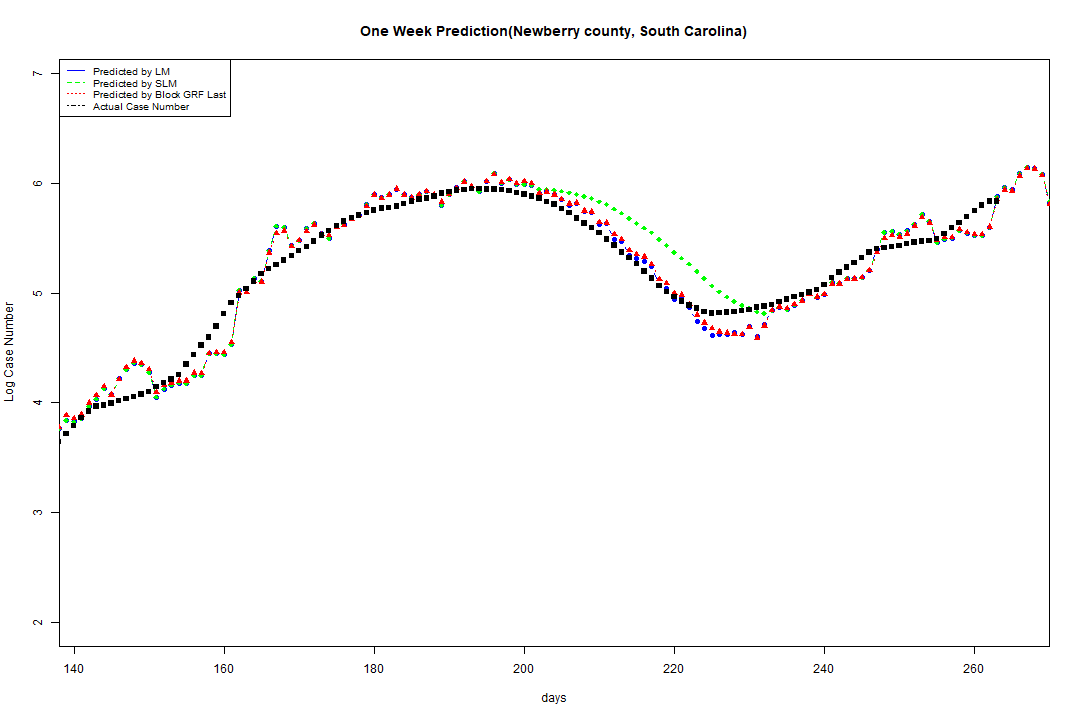 One Week Prediction(Newberry county, South Carolina)
Predicted by LM
Predicted by SLM
Predicted by Block GRF Last
Actual Case Number
7
6
5
4
3
2
Log Case Number
140 160 180 200 220 240 260
days